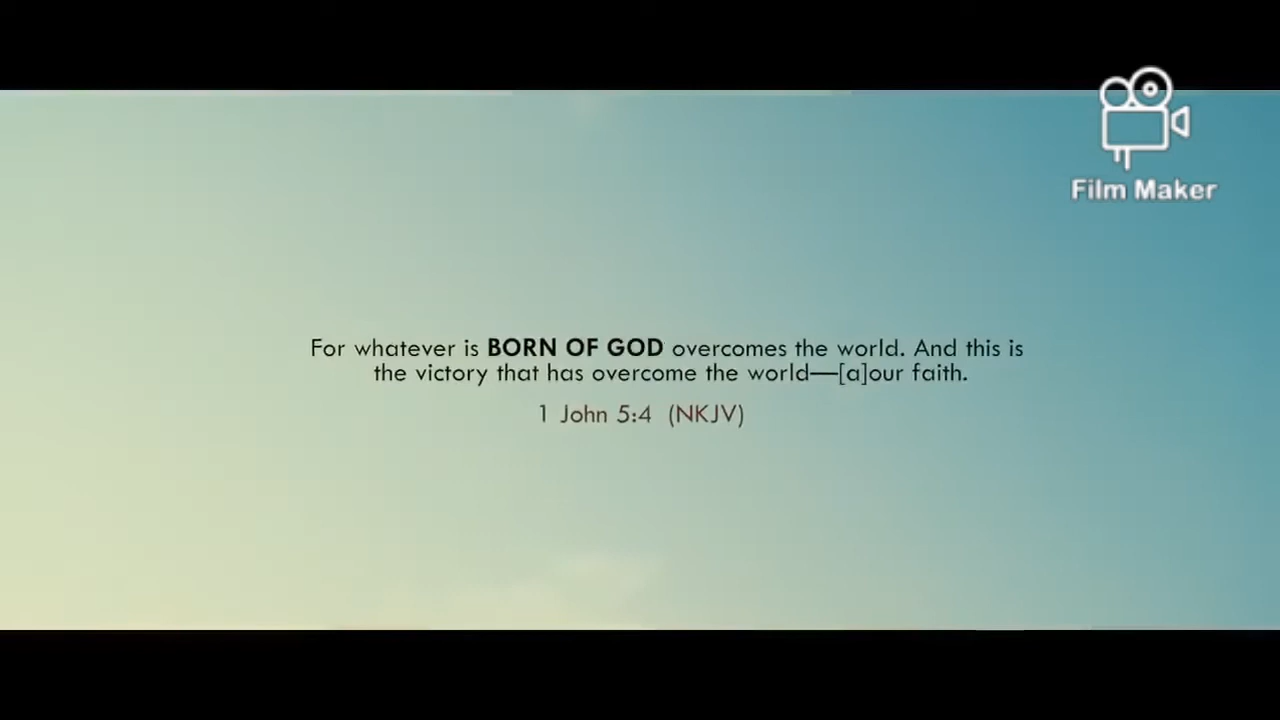 Film Maker
For whatever is BORN OF GOD overcomes the world. And this is
the victory that has overcome the world—[a]our faith.
1 John 5:4 (NKJV)